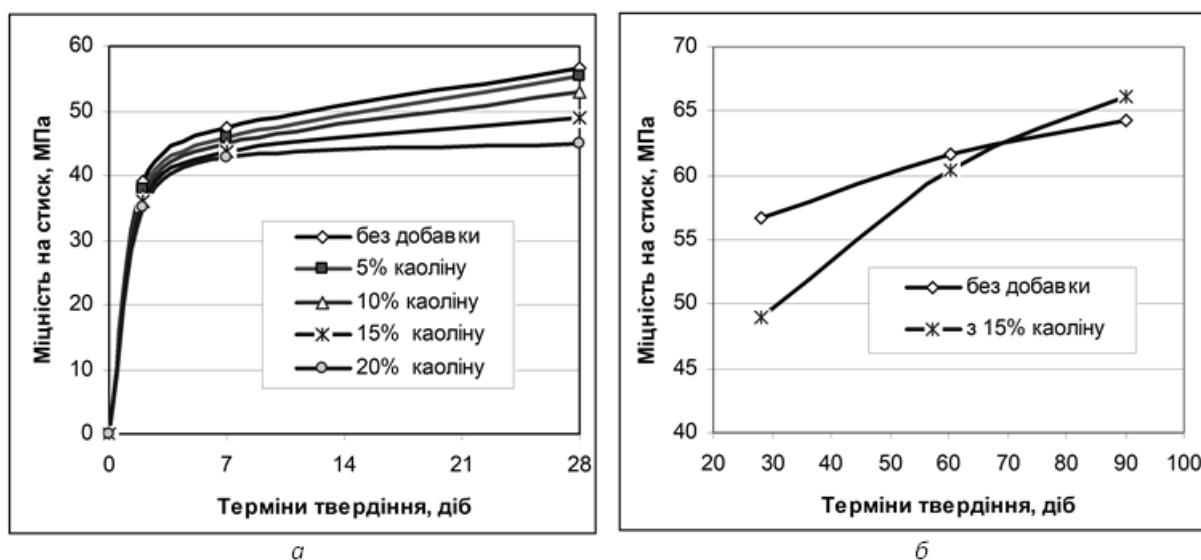 60
50
40
30
20
10
0
0 7 14 21 28
Міцність на стиск, МПа
Терміни твердіння, діб
без добавки
5% каоліну
10% каоліну
15% каоліну
20% каоліну
а
70
65
60
55
50
45
40
20 30 40 50 60 70 80 90 100
Міцність на стиск, МПа
Терміни твердіння, діб
без добавки
з 15% каоліну
б